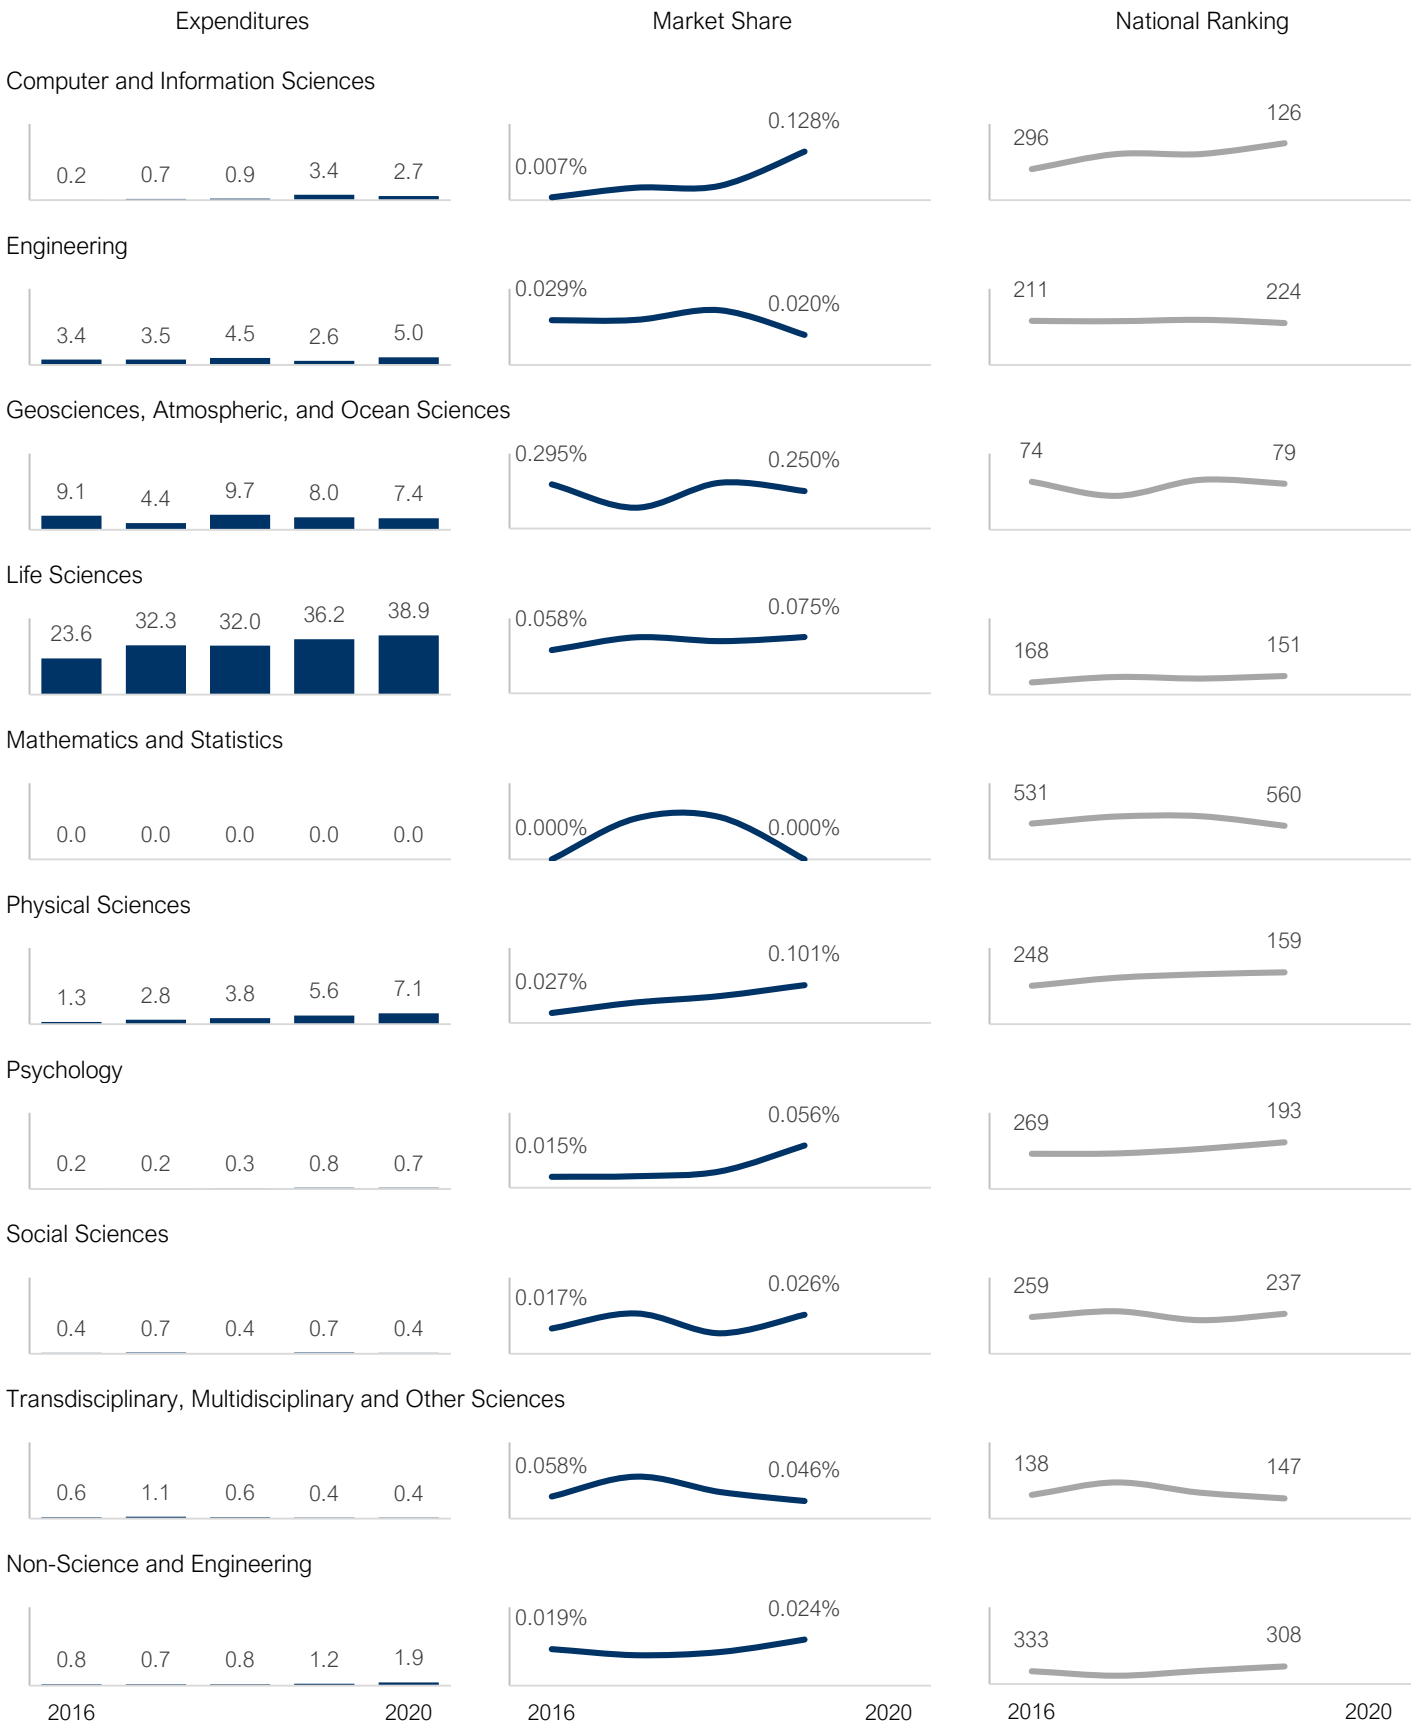 Expenditures Market Share National Ranking
Computer and Information Sciences
0.2 0.7 0.9 3.4 2.7 0.007% 0.128% 296 126
Engineering
3.4 3.5 4.5 2.6 5.0 0.029% 0.020% 211 224
Geosciences, Atmospheric, and Ocean Sciences
9.1 4.4 9.7 8.0 7.4 0.295% 0.250% 74 79
Life Sciences
23.6 32.3 32.0 36.2 38.9 0.058% 0.075% 168 151
Mathematics and Statistics
0.0 0.0 0.0 0.0 0.0 0.000% 0.000% 531 560
Physical Sciences
1.3 2.8 3.8 5.6 7.1 0.027% 0.101% 248 159
Psychology
0.2 0.2 0.3 0.8 0.7 0.015% 0.056% 269 193
Social Sciences
0.4 0.7 0.4 0.7 0.4 0.017% 0.026% 259 237
Transdisciplinary, Multidisciplinary and Other Sciences
0.6 1.1 0.6 0.4 0.4 0.058% 0.046% 138 147
Non-Science and Engineering
0.8 0.7 0.8 1.2 1.9 0.019% 0.024% 333 308
2016 2020 2016 2020 2016 2020